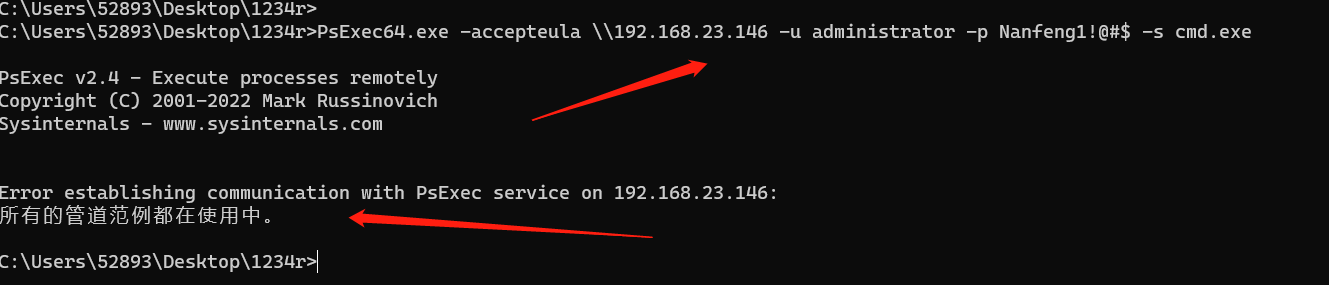 C:\Users\52893\Desktop\1234r>
C:\Users\52893\Desktop\1234r>PsExec64.exe -accepteula \\192.168.23.146 -u administrator -p Nanfeng1!@#$ -s cmd.exe
PsExec v2.4 - Execute processes remotely
Copyright (C) 2001-2022 Mark Russinovich
Sysinternals - www.sysinternals.com
Error establishing communication with PsExec service on 192.168.23.146:
所有的管道范例都在使用中。
C:\Users\52893\Desktop\1234r>